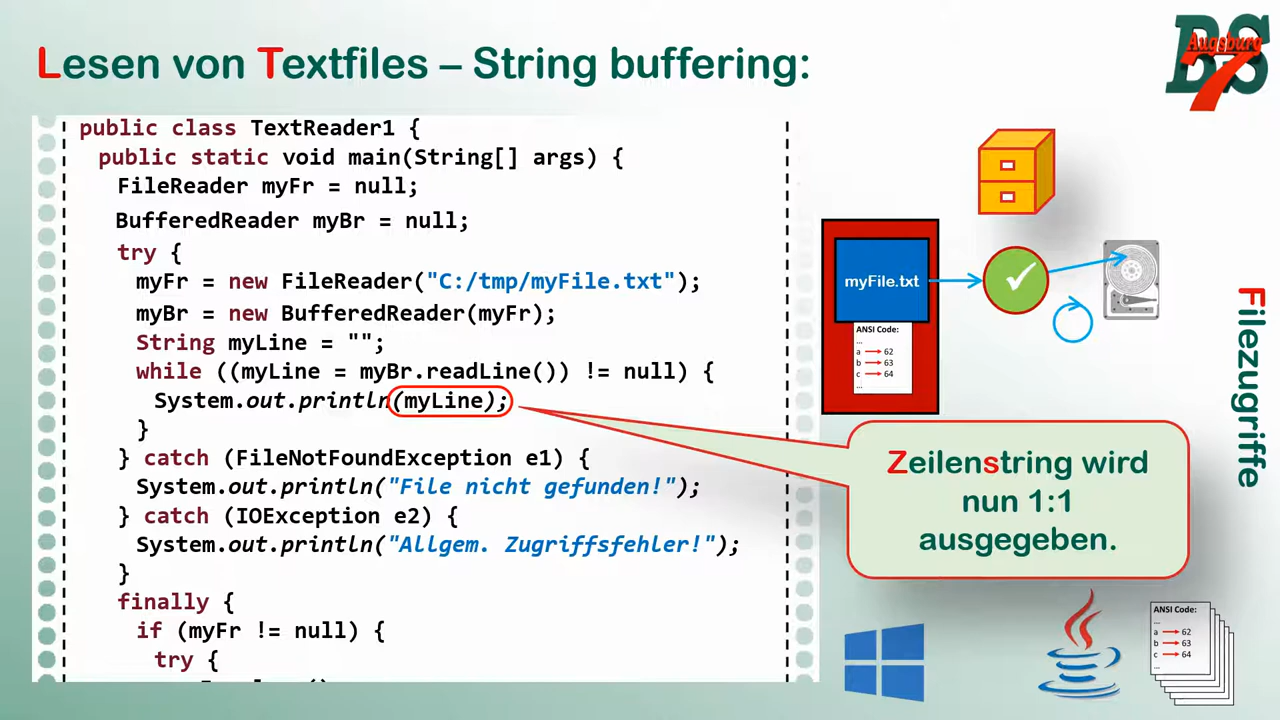 Lesen von Textfiles – String buffering:
BS
Augsburg
7
public class TextReader1 {
public static void main(String[] args) {
FileReader myFr = null;
BufferedReader myBr = null;
try {
myFr = new FileReader("C:/tmp/myFile.txt");
myBr = new BufferedReader(myFr);
String myLine = "";
while ((myLine = myBr.readLine()) != null) {
System.out.println(myLine);
}
} catch (FileNotFoundException e1) {
System.out.println("File nicht gefunden!");
} catch (IOException e2) {
System.out.println("Allgem. Zugriffsfehler!");
}
finally {
if (myFr != null) {
try {
myFile.txt
ANSI Code:
...
a 62
b 63
c 64
...
Filezugriffe
Zeilenstring wird
nun 1:1
ausgegeben.
ANSI Code:
...
a 62
b 63
c 64
...